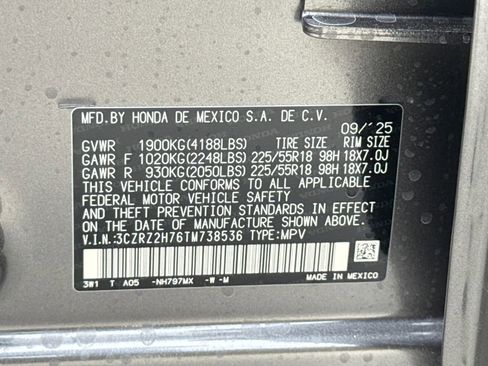 MFD.BY HONDA DE MEXICO S.A. DE C.V.
09/´25
GVWR 1900KG(4188LBS) TIRE SIZE RIM SIZE
GAWR F 1020KG(2248LBS) 225/55R18 98H 18X7.0J
GAWR R 930KG(2050LBS) 225/55R18 98H 18X7.0J
THIS VEHICLE CONFORMS TO ALL APPLICABLE
FEDERAL MOTOR VEHICLE SAFETY
AND THEFT PREVENTION STANDARDS IN EFFECT
ON THE DATE OF MANUFACTURE SHOWN ABOVE.
V.I.N.:3CZRZ2H76TM738536 TYPE:MPV
3W1 T A05 -NH797MX -W -M
MADE IN MEXICO